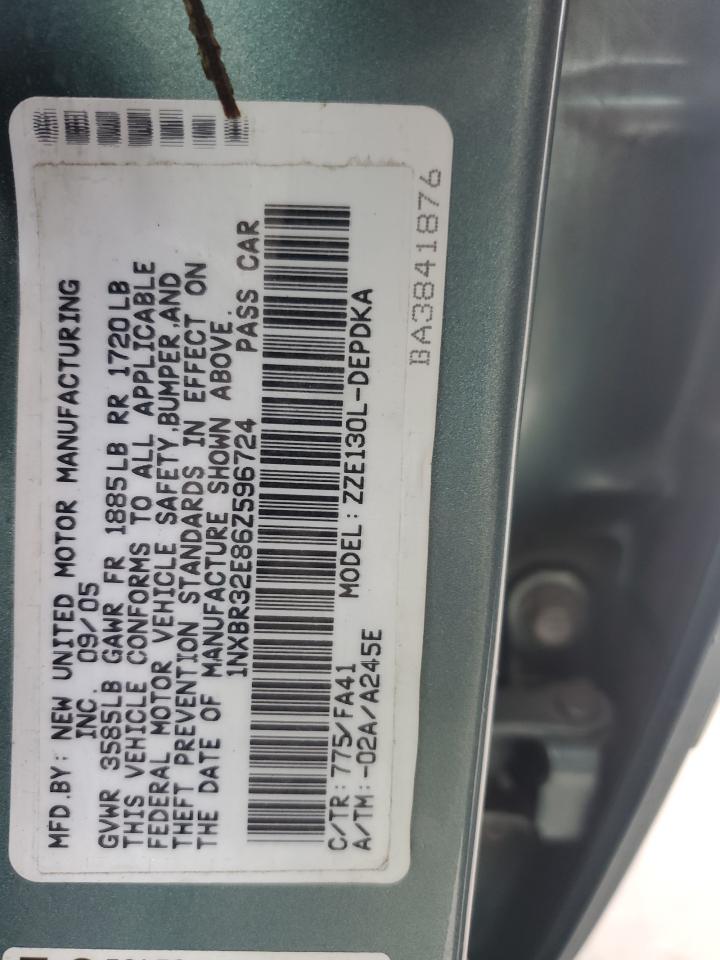 MFD.BY: NEW UNITED MOTOR MANUFACTURING
INC. 09/05
GVWR 3585LB GAWR FR 1885LB RR 1720LB
THIS VEHICLE CONFORMS TO ALL APPLICABLE
FEDERAL MOTOR VEHICLE SAFETY,BUMPER,AND
THEFT PREVENTION STANDARDS IN EFFECT ON
THE DATE OF MANUFACTURE SHOWN ABOVE.
1NXBR32E86Z596724 PASS CAR
C/TR:775/FA41 MODEL:ZZE130L-DEPDKA
A/TM:-02A/A245E
BA3841876